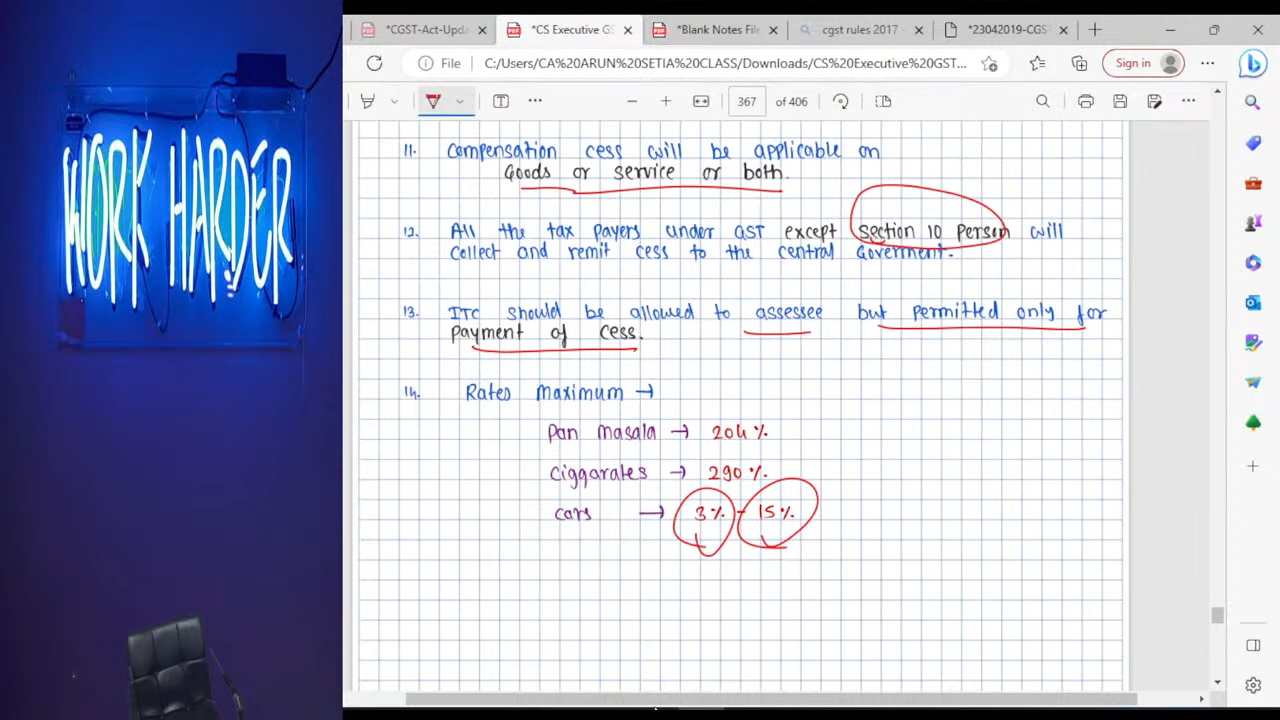 WORK HARDER
*CGST-Act-Upda
*CS Executive GS
*Blank Notes File
cgst rules 2017 -
*23042019-CGST
File
C:/Users/CA%20ARUN%20SETIA%20CLASS/Downloads/CS%20Executive%20GST...
Sign in
367 of 406
11. Compensation cess will be applicable on
Goods or service or both.
12. All the tax payers under GST except section 10 Person will
collect and remit cess to the central Goverment.
13. ITC should be allowed to assessee but permitted only for
payment of cess.
14. Rates Maximum →
Pan Masala → 204 %
Ciggarates → 290 %
cars → 3 % - 15 %